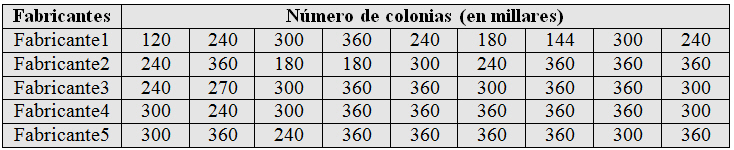 Fabricantes Número de colonias (en millares)
Fabricante1 120 240 300 360 240 180 144 300 240
Fabricante2 240 360 180 180 300 240 360 360 360
Fabricante3 240 270 300 360 360 300 360 360 300
Fabricante4 300 240 300 360 360 360 360 360 300
Fabricante5 300 360 240 360 360 360 360 300 360